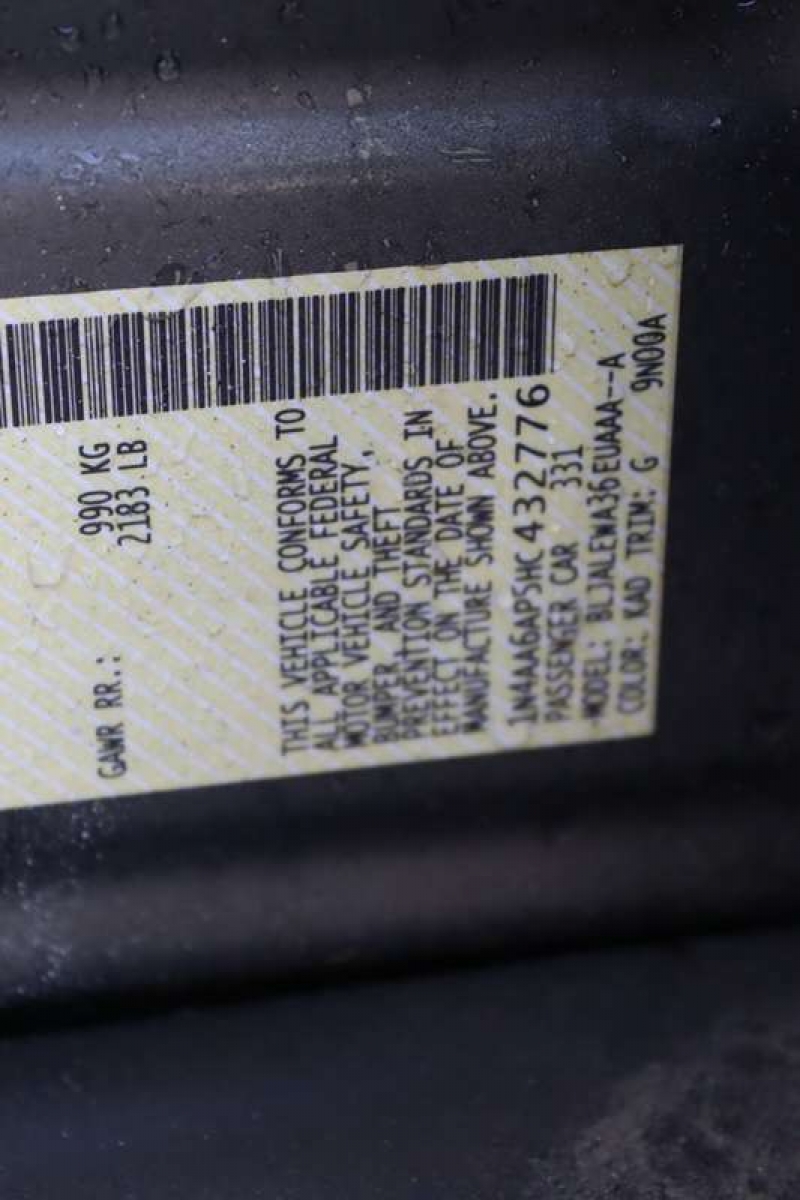 GAWR RR.: 990 KG
2183 LB
THIS VEHICLE CONFORMS TO
ALL APPLICABLE FEDERAL
MOTOR VEHICLE SAFETY,
BUMPER, AND THEFT
PREVENTION STANDARDS IN
EFFECT ON THE DATE OF
MANUFACTURE SHOWN ABOVE.
1N4AA6AP5HC432776
PASSENGER CAR 331
MODEL: BLJALEWA36EUAAA--A
COLOR: KAD TRIM: G 9N00A